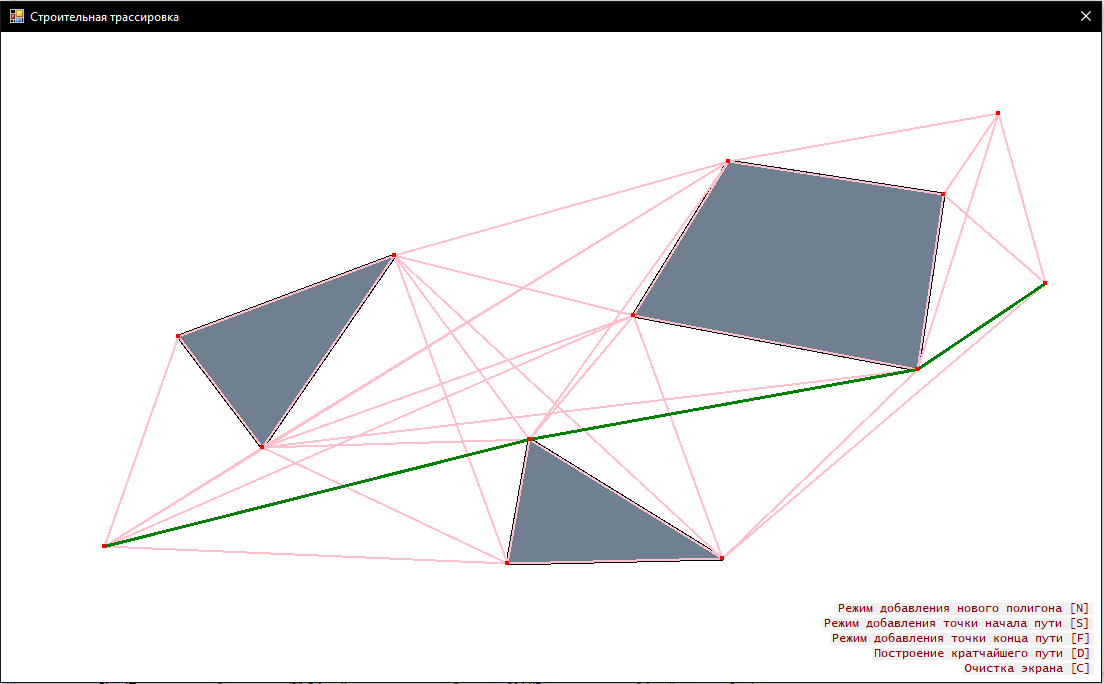 Строительная трассировка
Режим добавления нового полигона [N]
Режим добавления точки начала пути [S]
Режим добавления точки конца пути [F]
Построение кратчайшего пути [D]
Очистка экрана [C]